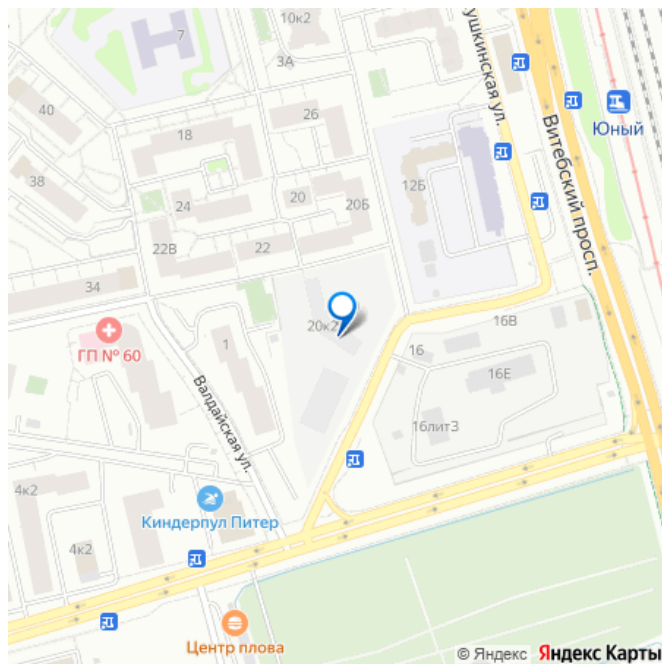 10к2
7
3А
ушкинская ул.
40
26
18
Юный
Витебский просп.
38
12Б
20
24
20Б
22В
22
34
20к2
16В
ГП № 60
1
16
16Е
Валдайская ул.
16лит3
4к2
Киндерпул Питер
4к2
Центр плова
© Яндекс Яндекс Карты